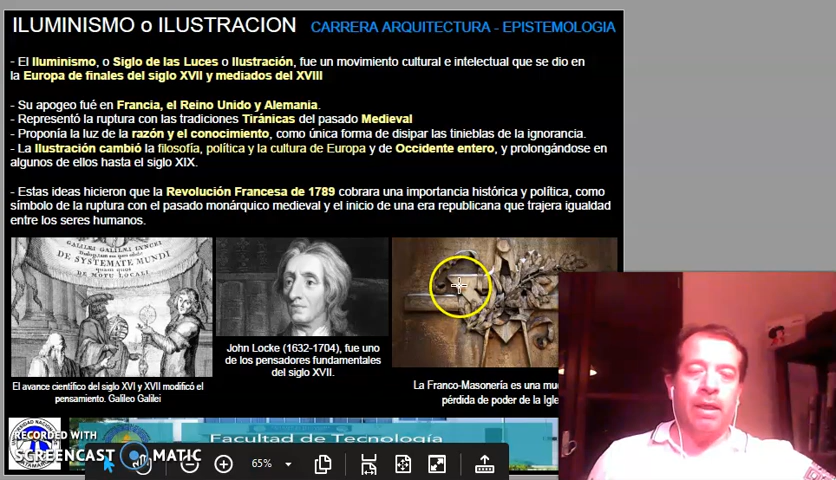 ILUMINISMO o ILUSTRACION CARRERA ARQUITECTURA - EPISTEMOLOGIA
- El Iluminismo, o Siglo de las Luces o Ilustración, fue un movimiento cultural e intelectual que se dio en
la Europa de finales del siglo XVII y mediados del XVIII
- Su apogeo fué en Francia, el Reino Unido y Alemania.
- Representó la ruptura con las tradiciones Tiránicas del pasado Medieval
- Proponía la luz de la razón y el conocimiento, como única forma de disipar las tinieblas de la ignorancia.
- La Ilustración cambió la filosofía, política y la cultura de Europa y de Occidente entero, y prolongándose en
algunos de ellos hasta el siglo XIX.
- Estas ideas hicieron que la Revolución Francesa de 1789 cobrara una importancia histórica y política, como
símbolo de la ruptura con el pasado monárquico medieval y el inicio de una era republicana que trajera igualdad
entre los seres humanos.
GALILÆI LYNCEI
DE SYSTEMATE MUNDI
El avance científico del siglo XVI y XVII modificó el
pensamiento. Galileo Galilei
John Locke (1632-1704), fue uno
de los pensadores fundamentales
del siglo XVII.
La Franco-Masonería es una mue
pérdida de poder de la Igle
Facultad de Tecnología
RECORDED WITH
SCREENCAST MATIC
65%